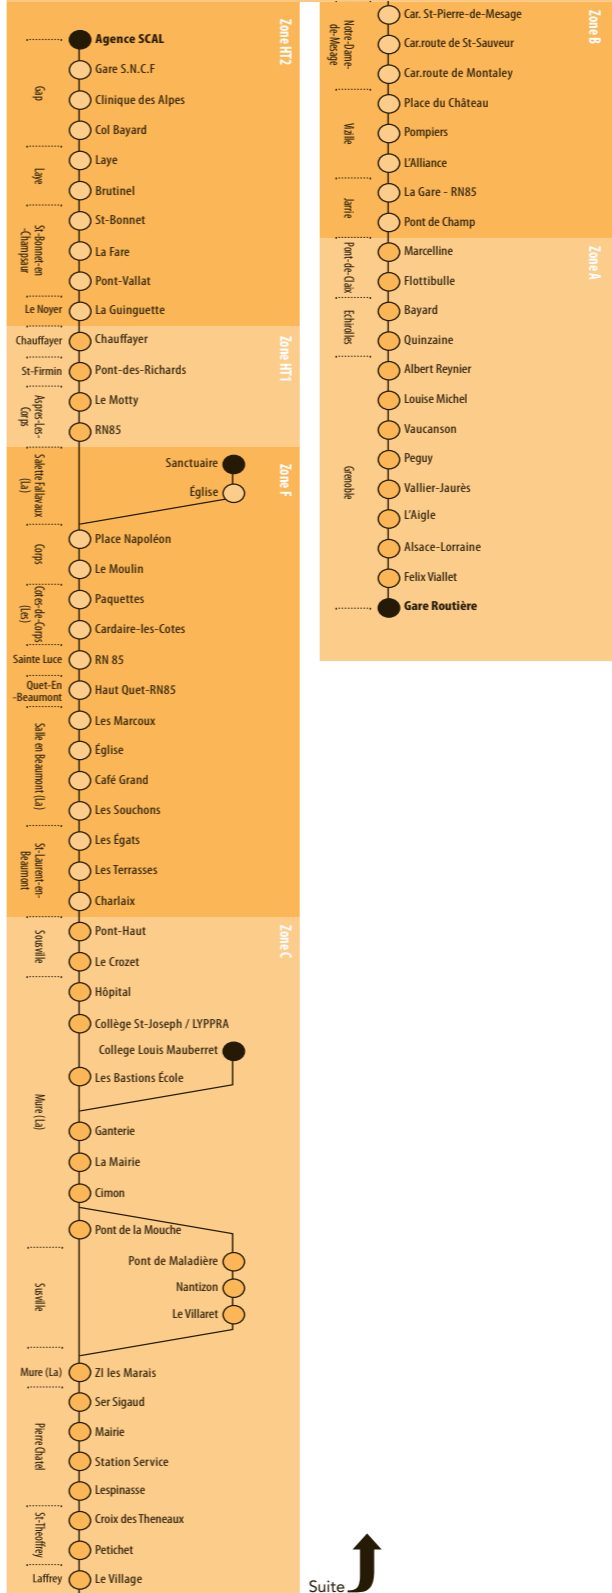 Zone HT2
Agence SCAL
Gap
Gare S.N.C.F
Clinique des Alpes
Col Bayard
Laye
Laye
Brutinel
St-Bonnet-en
-Champsaur
St-Bonnet
La Fare
Pont-Vallat
Le Noyer
La Guinguette
Zone HT1
Chauffayer
Chauffayer
St-Firmin
Pont-des-Richards
Aspres-Les-
Corps
Le Motty
RN85
Zone F
Salette Fallavaux
(La)
Sanctuaire
Église
Corps
Place Napoléon
Le Moulin
Cotes-de-Corps
(Les)
Paquettes
Cardaire-les-Cotes
Sainte Luce
RN 85
Quet-En
-Beaumont
Haut Quet-RN85
Salle en Beaumont (La)
Les Marcoux
Église
Café Grand
Les Souchons
St-Laurent-en-
Beaumont
Les Égats
Les Terrasses
Charlaix
Zone C
Sousville
Pont-Haut
Le Crozet
Mure (La)
Hôpital
Collège St-Joseph / LYPPRA
College Louis Mauberret
Les Bastions École
Ganterie
La Mairie
Cimon
Pont de la Mouche
Susville
Pont de Maladière
Nantizon
Le Villaret
Mure (La)
ZI les Marais
Pierre Chatel
Ser Sigaud
Mairie
Station Service
Lespinasse
St-Theoffrey
Croix des Theneaux
Petichet
Laffrey
Le Village
Suite
Zone B
Notre-Dame-
de-Mesage
Car. St-Pierre-de-Mesage
Car.route de St-Sauveur
Car.route de Montaley
Vizille
Place du Château
Pompiers
L'Alliance
Jarrie
La Gare - RN85
Pont de Champ
Zone A
Pont-de-Claix
Marcelline
Flottibulle
Echirolles
Bayard
Quinzaine
Grenoble
Albert Reynier
Louise Michel
Vaucanson
Peguy
Vallier-Jaurès
L'Aigle
Alsace-Lorraine
Felix Viallet
Gare Routière